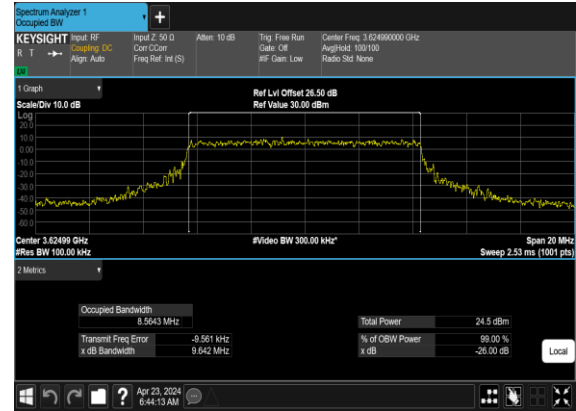 Spectrum Analyzer 1
Occupied BW
+
KEYSIGHT Input: RF Input Z: 50 Ω Atten: 10 dB Trig: Free Run Center Freq: 3.624990000 GHz
R T Coupling: DC Corr CCorr Gate: Off Avg|Hold: 100/100
Align: Auto Freq Ref: Int (S) #IF Gain: Low Radio Std: None
LU
1 Graph
Ref Lvl Offset 26.50 dB
Scale/Div 10.0 dB Ref Value 30.00 dBm
Log
20.0
10.0
0.00
-10.0
-20.0
-30.0
-40.0
-50.0
-60.0
Center 3.62499 GHz #Video BW 300.00 kHz* Span 20 MHz
#Res BW 100.00 kHz Sweep 2.53 ms (1001 pts)
2 Metrics
Occupied Bandwidth
8.5643 MHz Total Power 24.5 dBm
Transmit Freq Error -9.561 kHz % of OBW Power 99.00 %
x dB Bandwidth 9.642 MHz x dB -26.00 dB
Local
? Apr 23, 2024
6:44:13 AM